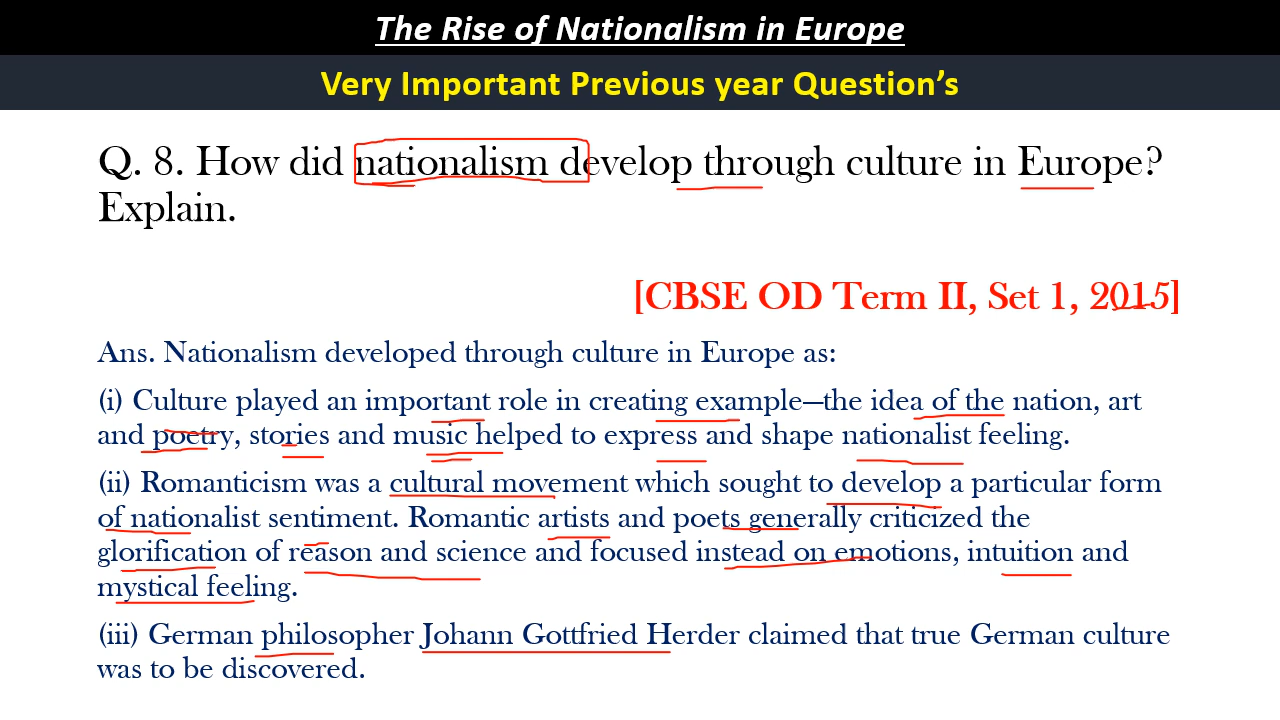 The Rise of Nationalism in Europe
Very Important Previous year Question’s
Q. 8. How did nationalism develop through culture in Europe?
Explain.
[CBSE OD Term II, Set 1, 2015]
Ans. Nationalism developed through culture in Europe as:
(i) Culture played an important role in creating example—the idea of the nation, art
and poetry, stories and music helped to express and shape nationalist feeling.
(ii) Romanticism was a cultural movement which sought to develop a particular form
of nationalist sentiment. Romantic artists and poets generally criticized the
glorification of reason and science and focused instead on emotions, intuition and
mystical feeling.
(iii) German philosopher Johann Gottfried Herder claimed that true German culture
was to be discovered.